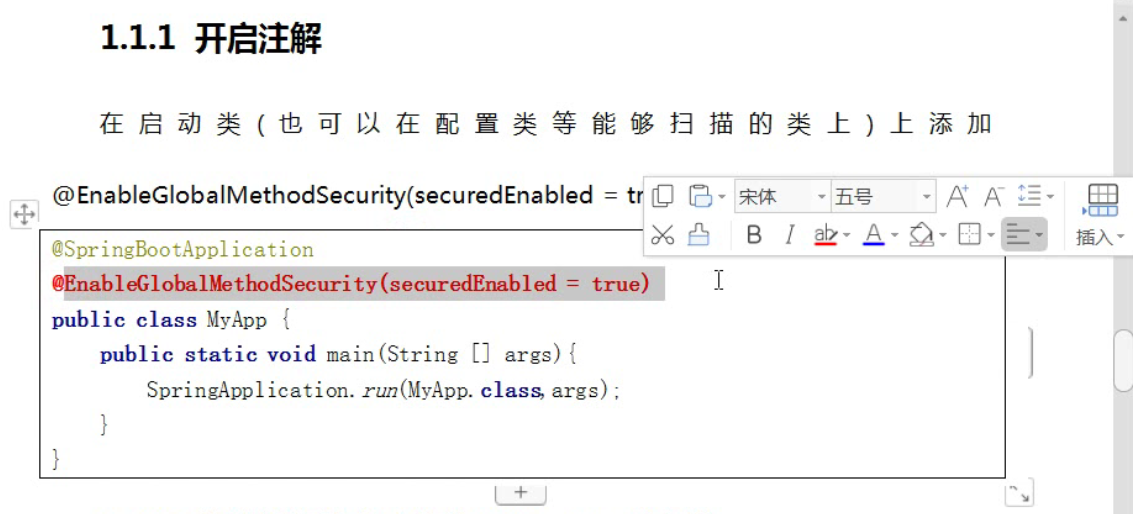 1.1.1 开启注解
在启动类(也可以在配置类等能够扫描的类上)上添加
@EnableGlobalMethodSecurity(securedEnabled = tr
宋体 五号
插入
@SpringBootApplication
@EnableGlobalMethodSecurity(securedEnabled = true)
public class MyApp {
    public static void main(String [] args){
        SpringApplication.run(MyApp.class,args);
    }
}